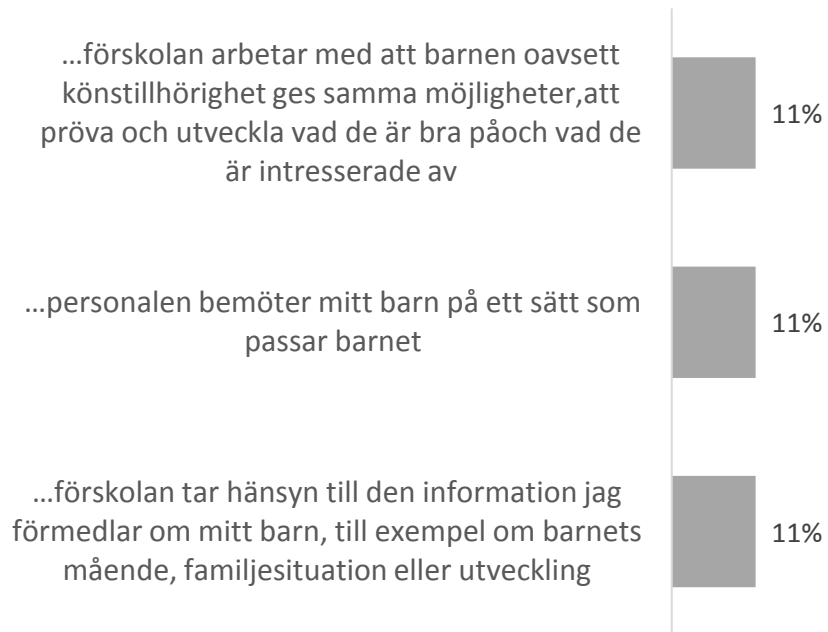 …förskolan arbetar med att barnen oavsett
könstillhörighet ges samma möjligheter,att
pröva och utveckla vad de är bra påoch vad de
är intresserade av
11%
…personalen bemöter mitt barn på ett sätt som
passar barnet
11%
…förskolan tar hänsyn till den information jag
förmedlar om mitt barn, till exempel om barnets
mående, familjesituation eller utveckling
11%